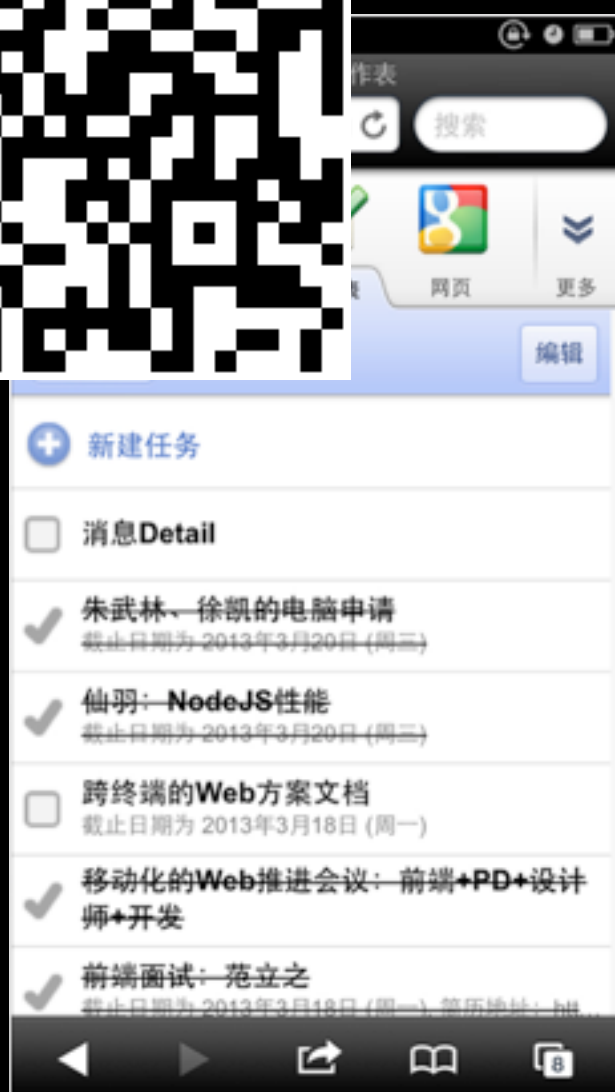 作表
搜索
网页
更多
编辑
新建任务
消息Detail
朱武林、徐凯的电脑申请
截止日期为 2013年3月20日 (周三)
仙羽：NodeJS性能
截止日期为 2013年3月20日 (周三)
跨终端的Web方案文档
截止日期为 2013年3月18日 (周一)
移动化的Web推进会议：前端+PD+设计
师+开发
前端面试：范立之
截止日期为 2013年3月18日 (周一), 简历地址：htt...
8